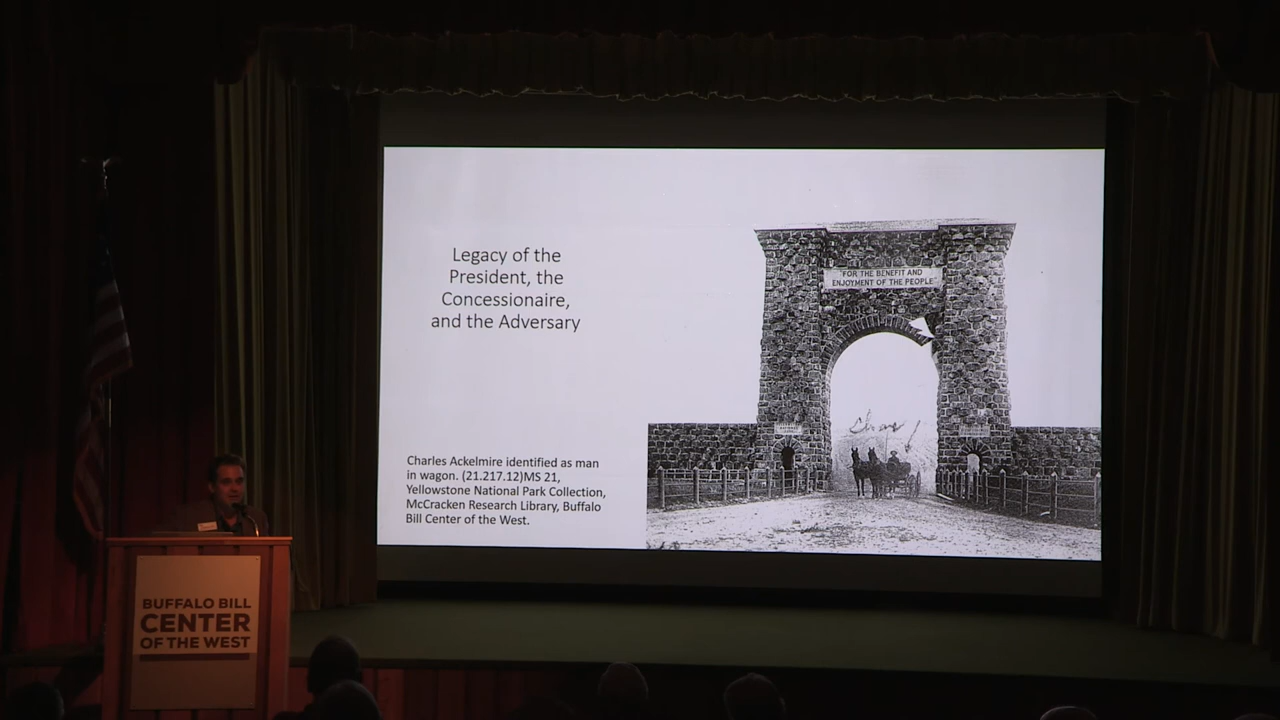 Legacy of the
President, the
Concessionaire,
and the Adversary
"FOR THE BENEFIT AND
ENJOYMENT OF THE PEOPLE"
Charles Ackelmire identified as man
in wagon. (21.217.12)MS 21,
Yellowstone National Park Collection,
McCracken Research Library, Buffalo
Bill Center of the West.
BUFFALO BILL
CENTER
OF THE WEST